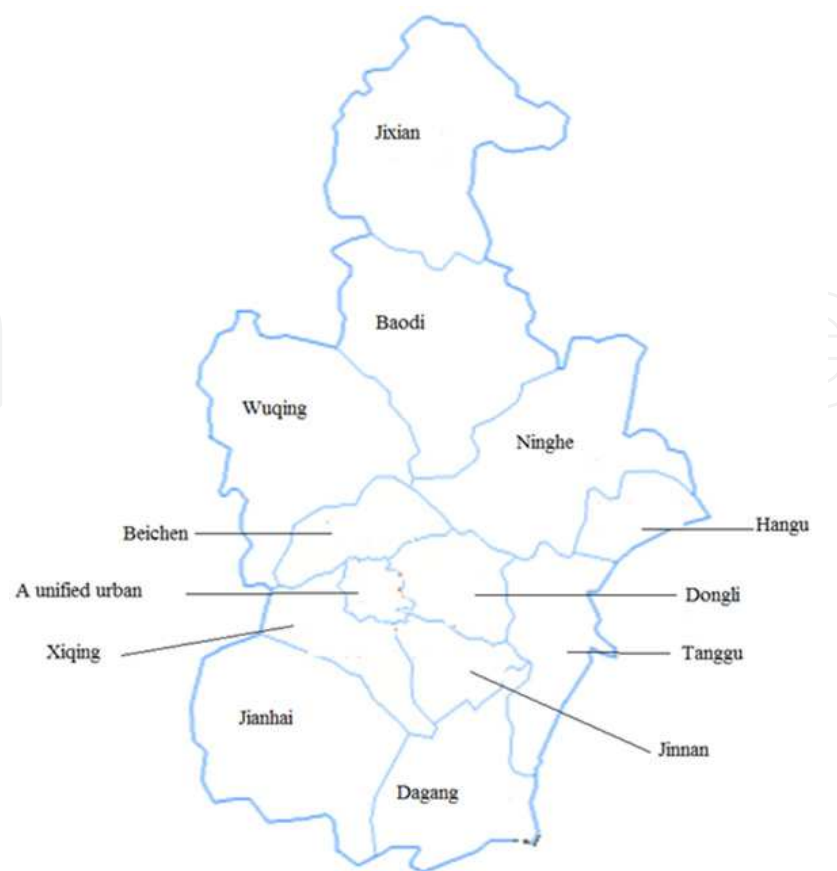 Jixian
Baodi
Wuqing
Ninghe
Beichen
Hangu
A unified urban
Dongli
Xiqing
Tanggu
Jianhai
Jinnan
Dagang